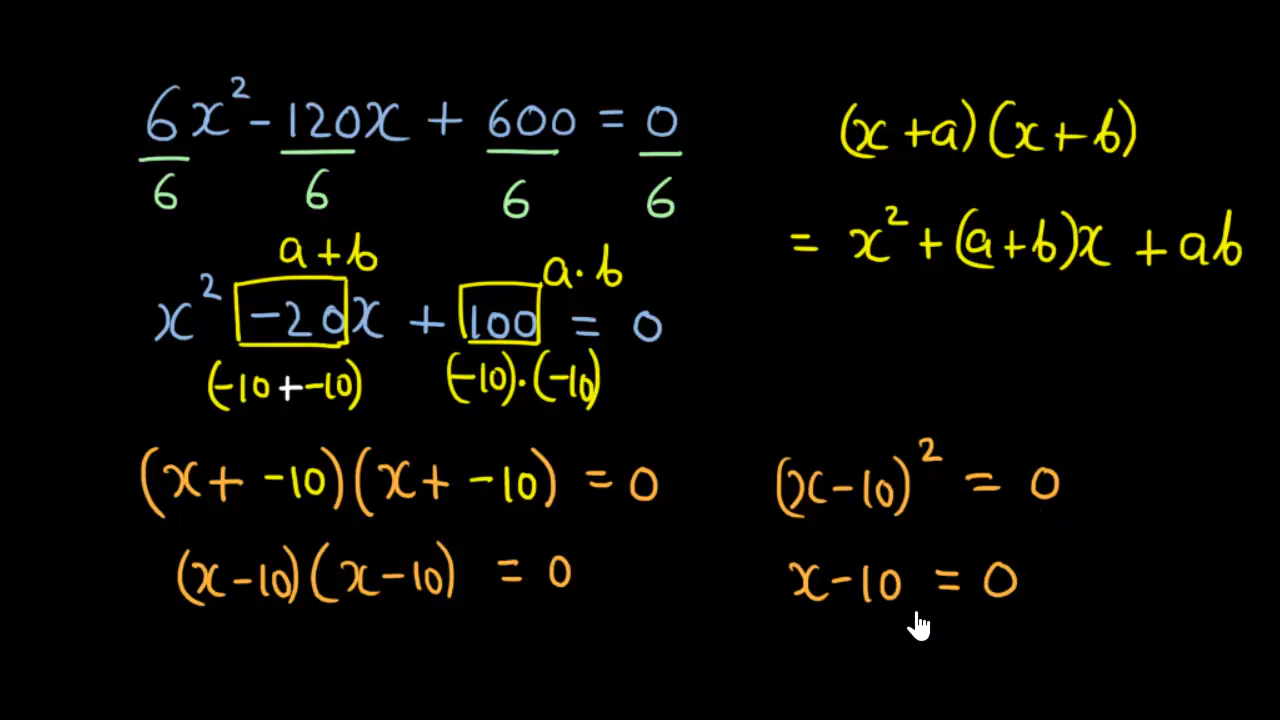 6x² - 120x + 600 = 0
6 6 6 6
a + b a · b
x² -20x + 100 = 0
(-10 + -10) (-10) · (-10)
(x + -10)(x + -10) = 0
(x - 10)(x - 10) = 0
(x + a)(x + b)
= x² + (a + b)x + ab
(x - 10)² = 0
x - 10 = 0